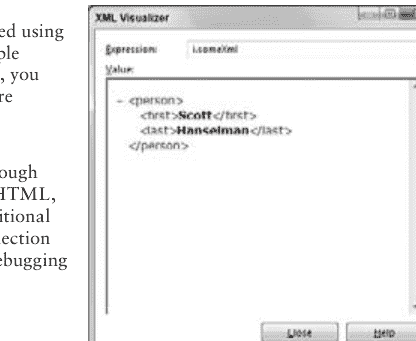 ed using
ple
, you
re
ough
HTML,
itional
ection
ebugging
XML Visualizer
Expression: i.someXml
Value:
- <person>
<first>Scott</first>
<last>Hanselman</last>
</person>
Close Help